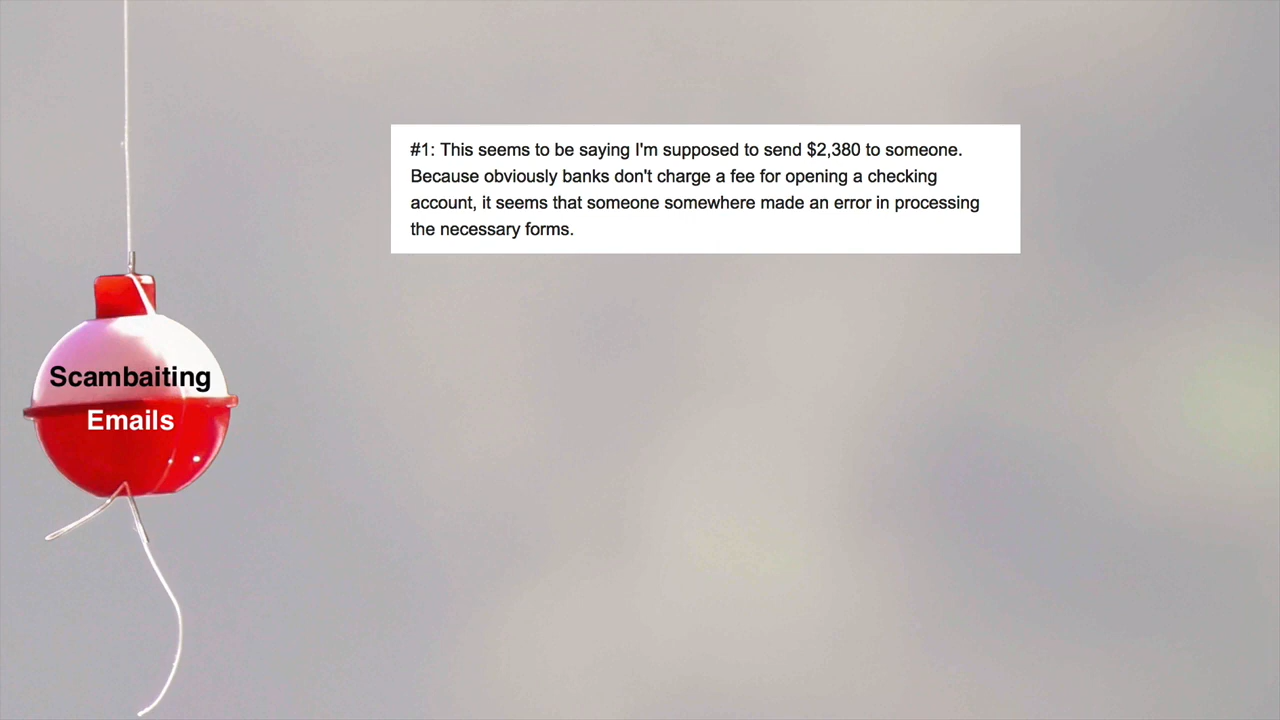 #1: This seems to be saying I'm supposed to send $2,380 to someone.
Because obviously banks don't charge a fee for opening a checking
account, it seems that someone somewhere made an error in processing
the necessary forms.
Scambaiting
Emails